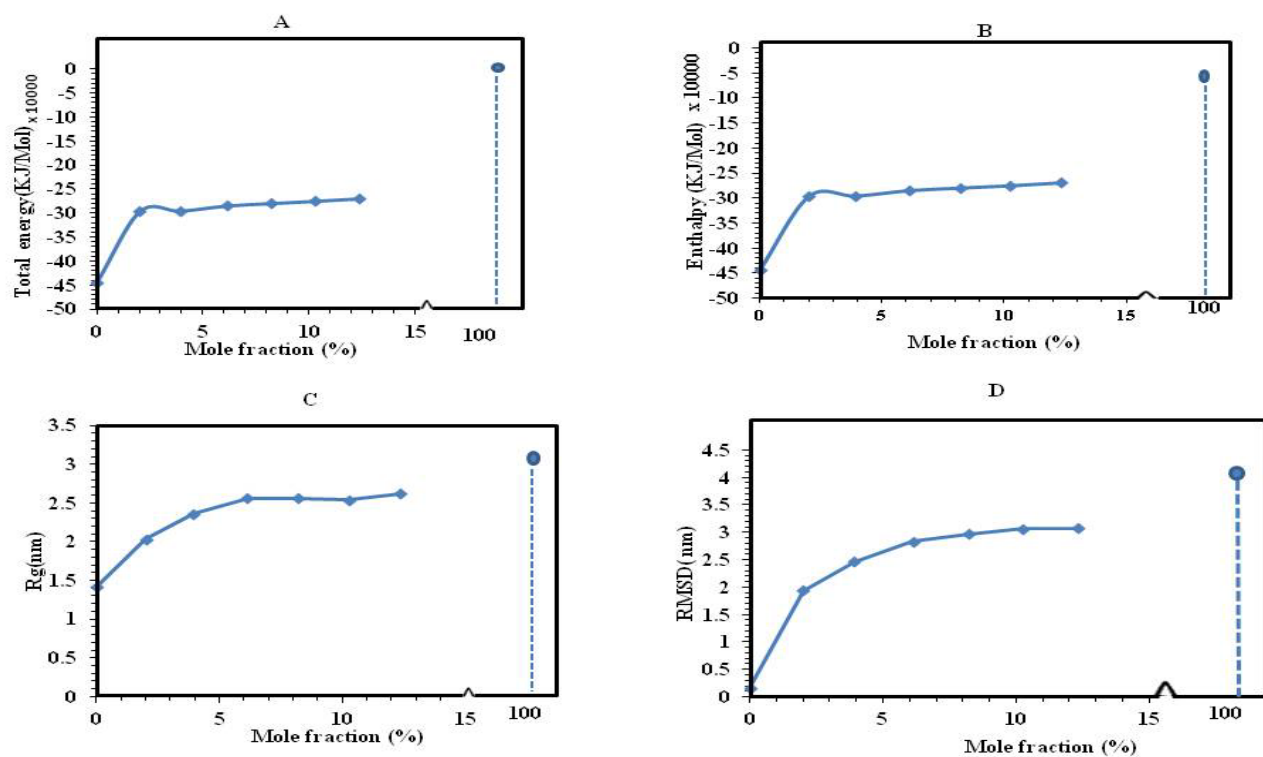 A
Total energy(KJ/Mol) x 10000
0
-5
-10
-15
-20
-25
-30
-35
-40
-45
-50
0 5 10 15 100
Mole fraction (%)
B
Enthalpy (KJ/Mol) x 10000
0
-5
-10
-15
-20
-25
-30
-35
-40
-45
-50
0 5 10 15 100
Mole fraction (%)
C
Rg(nm)
3.5
3
2.5
2
1.5
1
0.5
0
0 5 10 15 100
Mole fraction (%)
D
RMSD(nm)
4.5
4
3.5
3
2.5
2
1.5
1
0.5
0
0 5 10 15 100
Mole fraction (%)